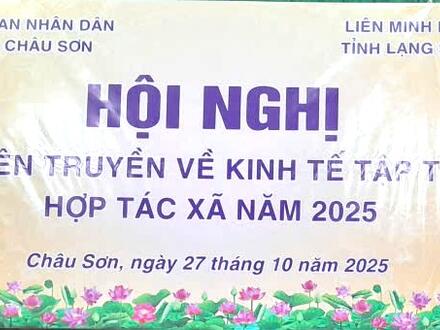 AN NHÂN DÂN
CHÂU SƠN
LIÊN MINH
TỈNH LẠNG
HỘI NGHỊ
ÊN TRUYỀN VỀ KINH TẾ TẬP T
HỢP TÁC XÃ NĂM 2025
Châu Sơn, ngày 27 tháng 10 năm 2025